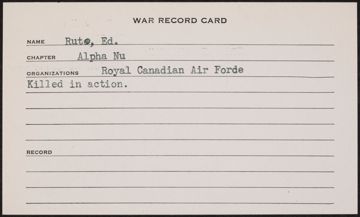 WAR RECORD CARD
NAME Ruto, Ed.
CHAPTER Alpha Nu
ORGANIZATIONS Royal Canadian Air Forde
Killed in action.
RECORD